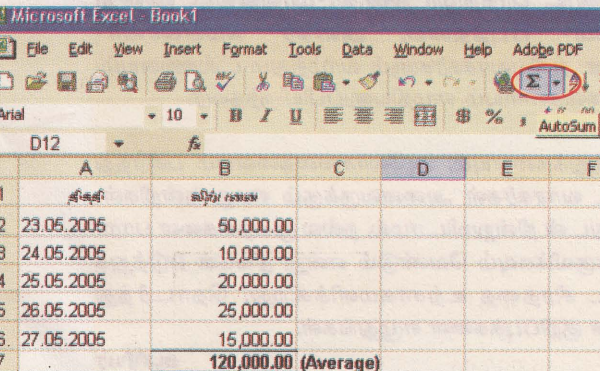 Microsoft Excel - Book1
File Edit View Insert Format Tools Data Window Help Adobe PDF
Σ
Arial 10 B I U $ % ,
AutoSum
D12 fx
A B C D E F
1 திகதி
2 23.05.2005 50,000.00
3 24.05.2005 10,000.00
4 25.05.2005 20,000.00
5 26.05.2005 25,000.00
6 27.05.2005 15,000.00
7 120,000.00 (Average)